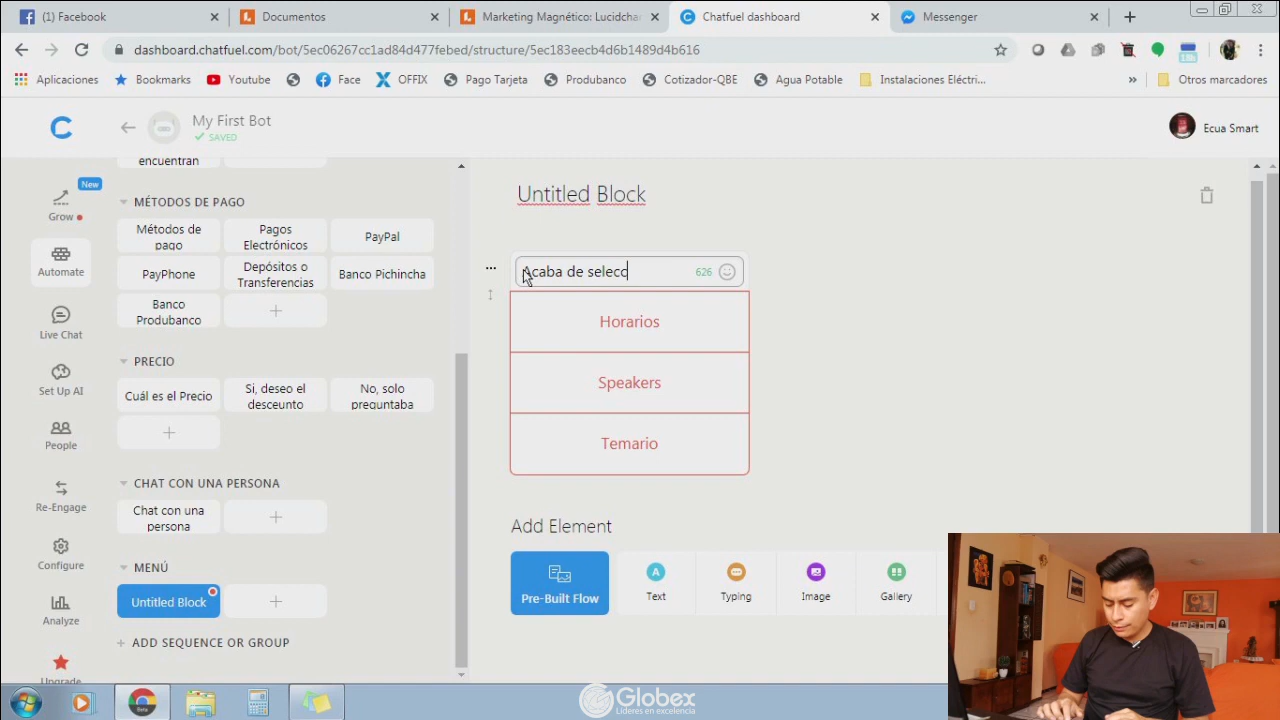 (1) Facebook
Documentos
Marketing Magnético: Lucidchar
Chatfuel dashboard
Messenger
dashboard.chatfuel.com/bot/5ec06267cc1ad84d477febed/structure/5ec183eecb4d6b1489d4b616
Aplicaciones
Bookmarks
Youtube
Face
OFFIX
Pago Tarjeta
Produbanco
Cotizador-QBE
Agua Potable
Instalaciones Eléctri...
»
Otros marcadores
My First Bot
SAVED
Ecua Smart
New
Grow
Automate
Live Chat
Set Up AI
People
Re-Engage
Configure
Analyze
Upgrade
encuentran
MÉTODOS DE PAGO
Métodos de
pago
Pagos
Electrónicos
PayPal
PayPhone
Depósitos o
Transferencias
Banco Pichincha
Banco
Produbanco
PRECIO
Cuál es el Precio
Si, deseo el
desceunto
No, solo
preguntaba
CHAT CON UNA PERSONA
Chat con una
persona
MENÚ
Untitled Block
+ ADD SEQUENCE OR GROUP
Untitled Block
Acaba de selecc
626
Horarios
Speakers
Temario
Add Element
Pre-Built Flow
Text
Typing
Image
Gallery
Globex
Líderes en excelencia